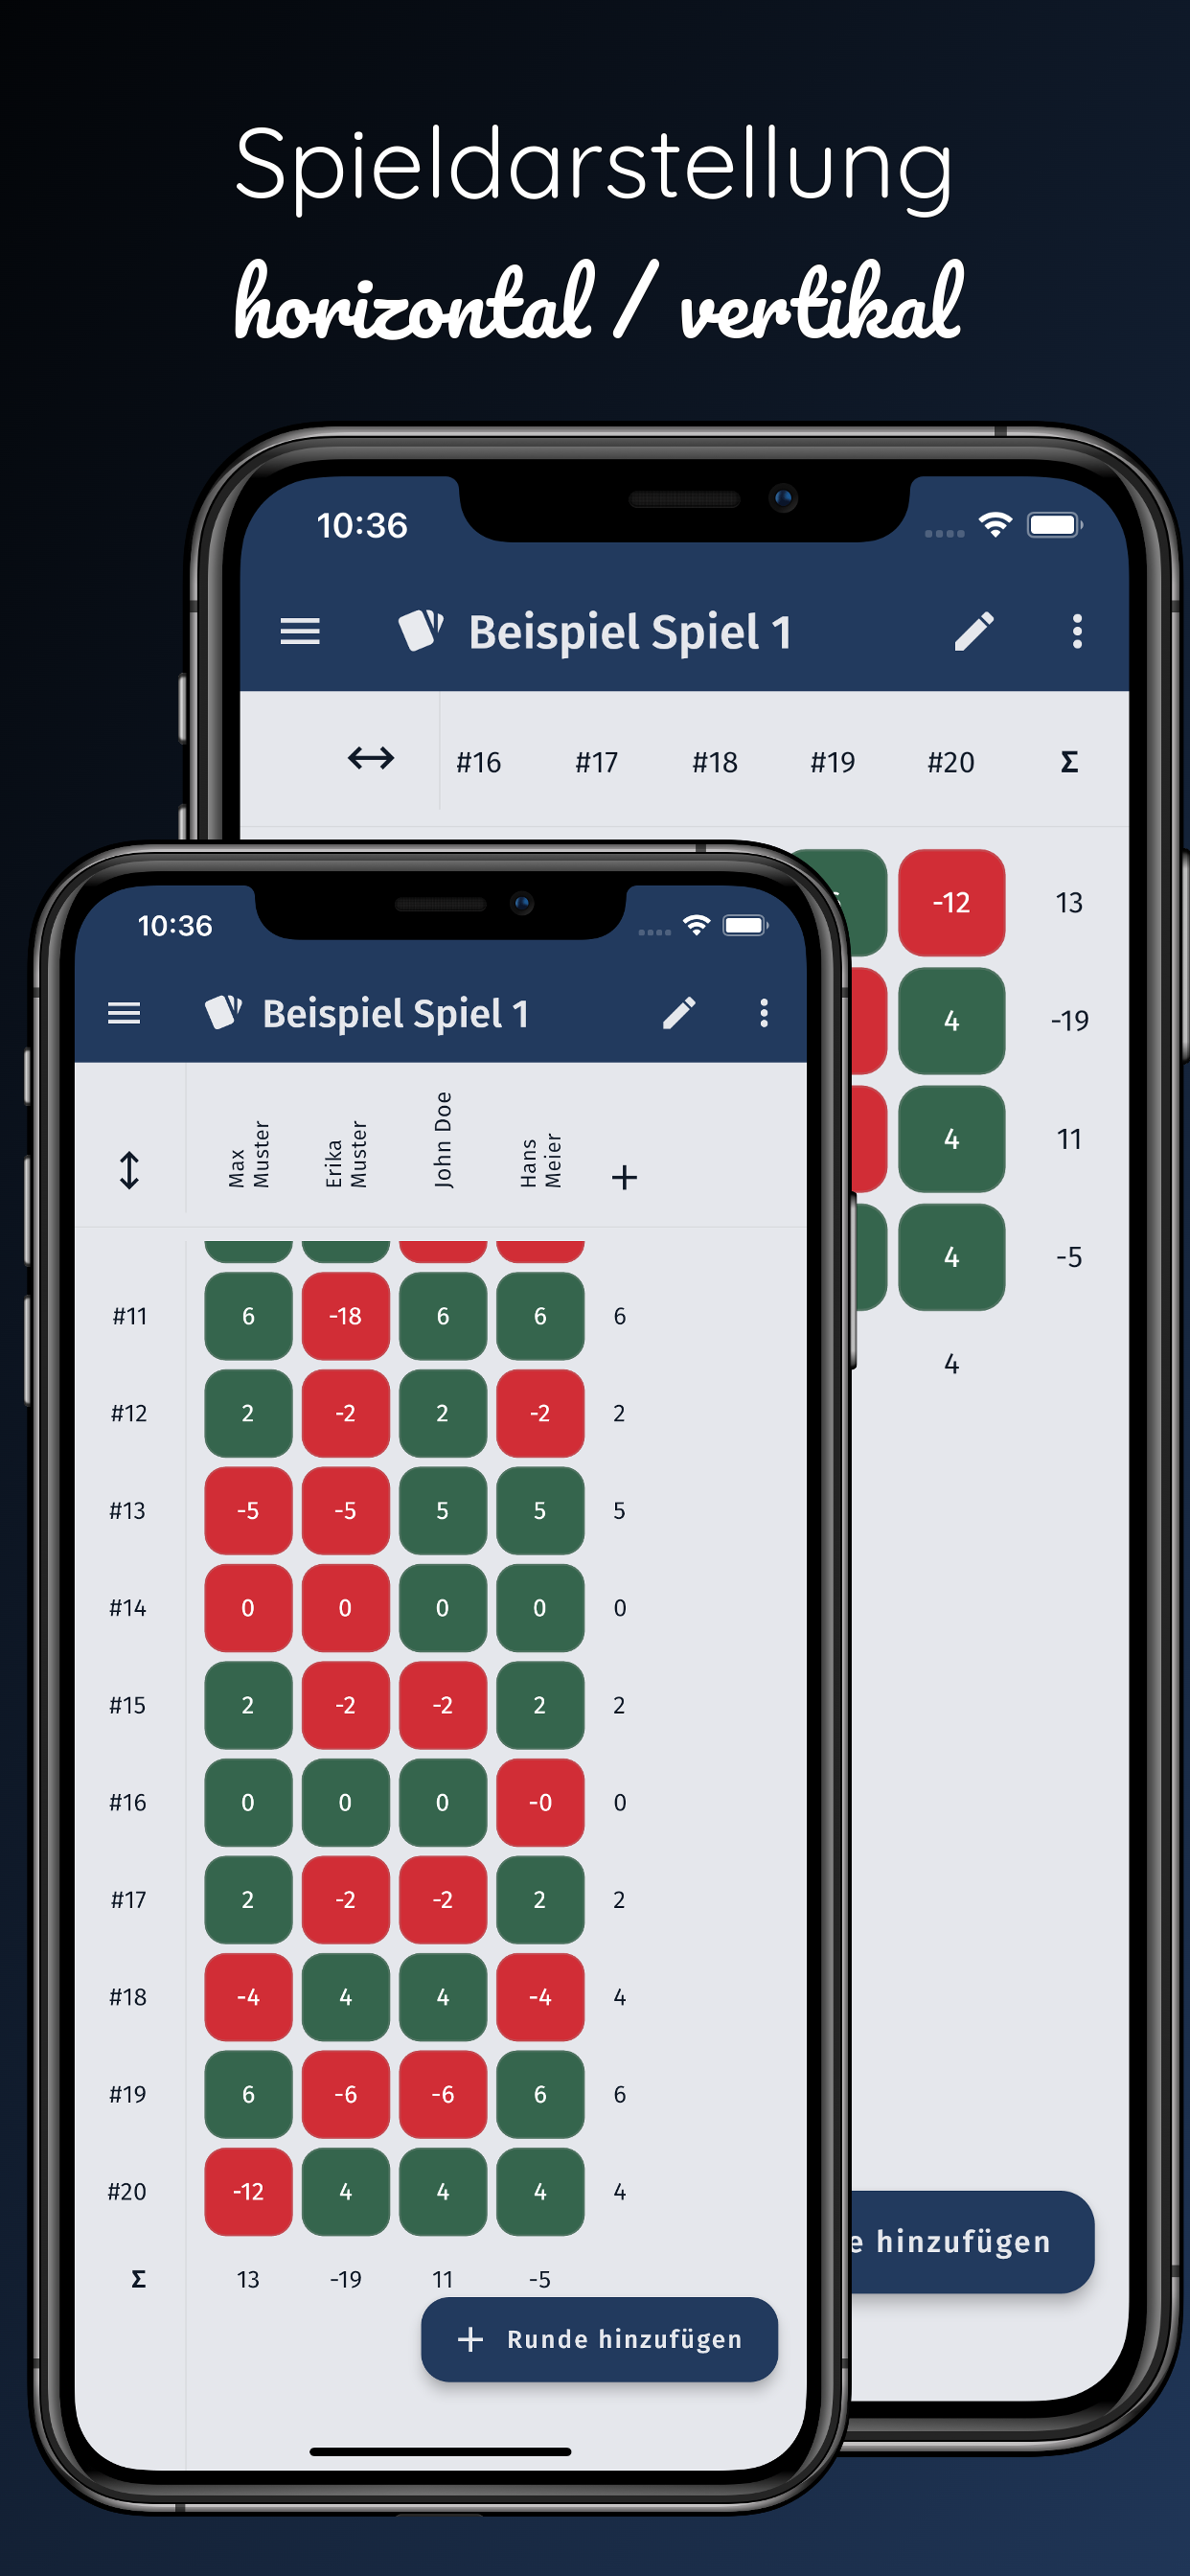 Spieldarstellung
horizontal / vertikal
10:36
Beispiel Spiel 1
#16 #17 #18 #19 #20 Σ
-12 13
4 -19
4 11
4 -5
4
hinzufügen
10:36
Beispiel Spiel 1
Max Muster
Erika Muster
John Doe
Hans Meier
+
#11 6 -18 6 6 6
#12 2 -2 2 -2 2
#13 -5 -5 5 5 5
#14 0 0 0 0 0
#15 2 -2 -2 2 2
#16 0 0 0 -0 0
#17 2 -2 -2 2 2
#18 -4 4 4 -4 4
#19 6 -6 -6 6 6
#20 -12 4 4 4 4
Σ 13 -19 11 -5
+ Runde hinzufügen